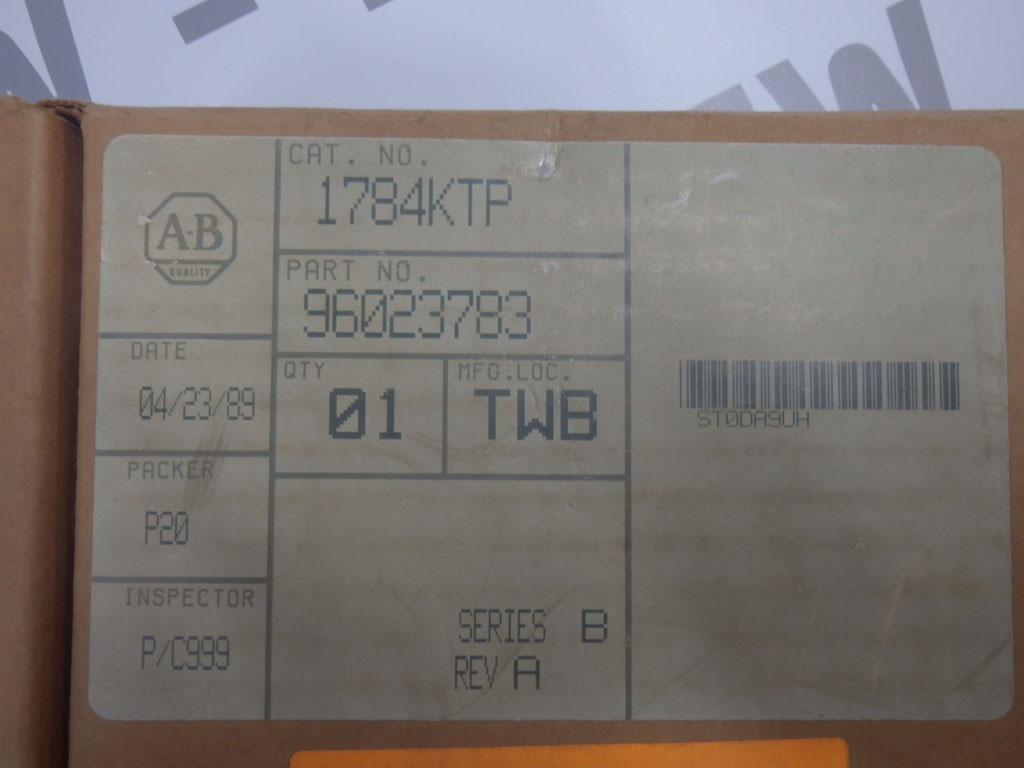 A-B
QUALITY
CAT. NO.
1784KTP
PART NO.
96023783
DATE
04/23/89
QTY
01
MFG.LOC.
TWB
PACKER
P20
INSPECTOR
P/C999
SERIES B
REV A
ST0DA9UH